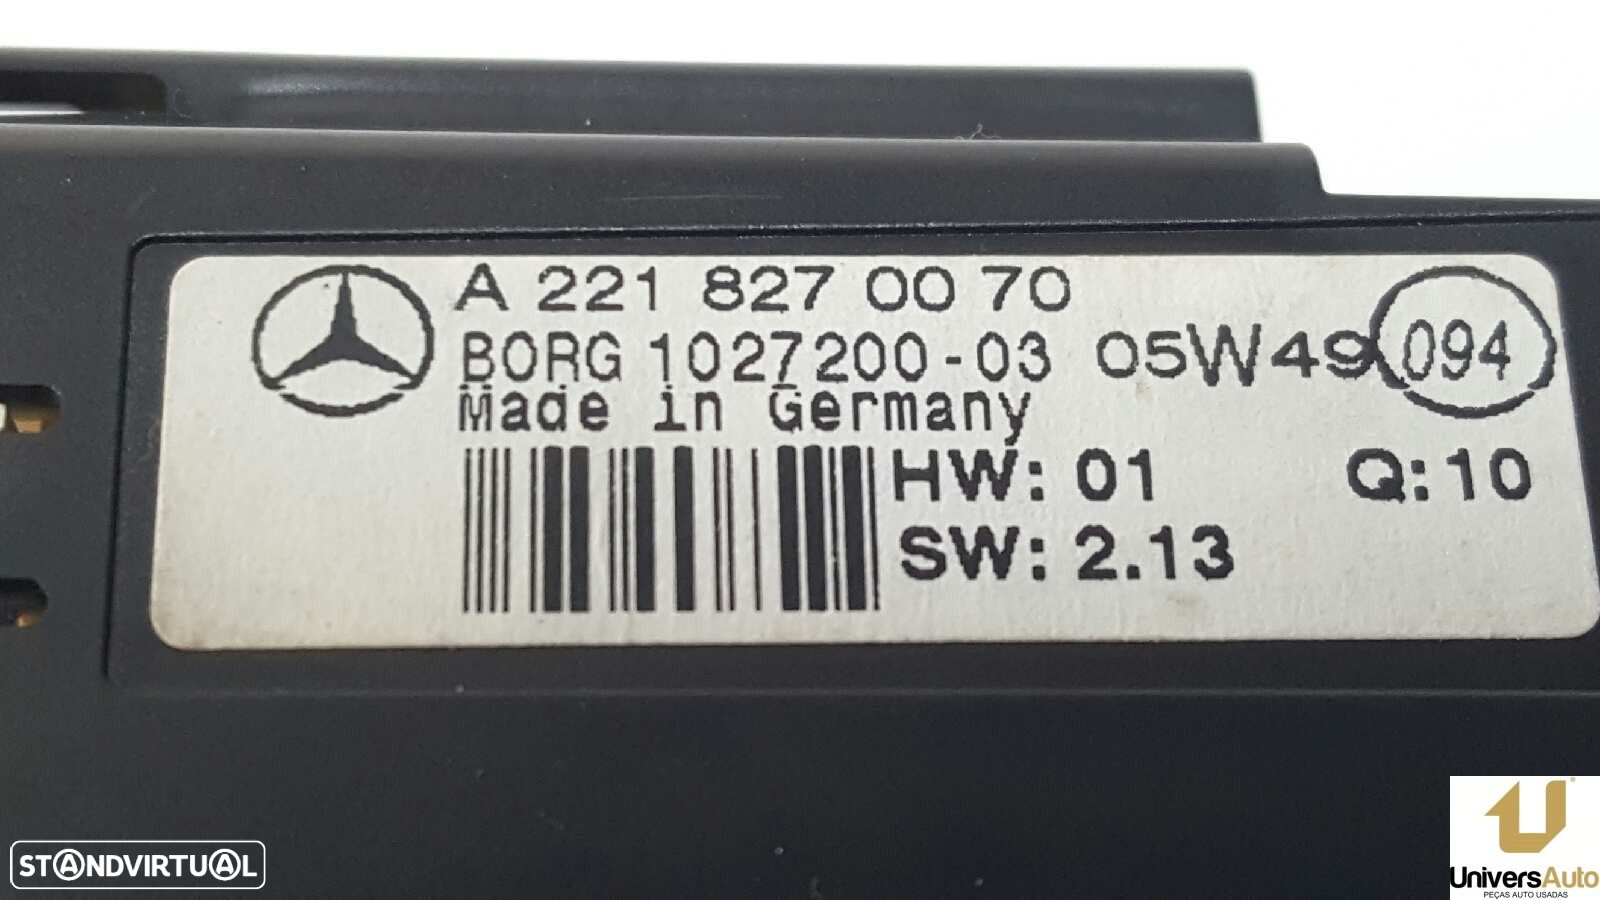 A 221 827 00 70
BORG 1027200-03 05W49 094
Made in Germany
HW: 01 Q:10
SW: 2.13
STANDVIRTUAL
UniversAuto
PEÇAS AUTO USADAS